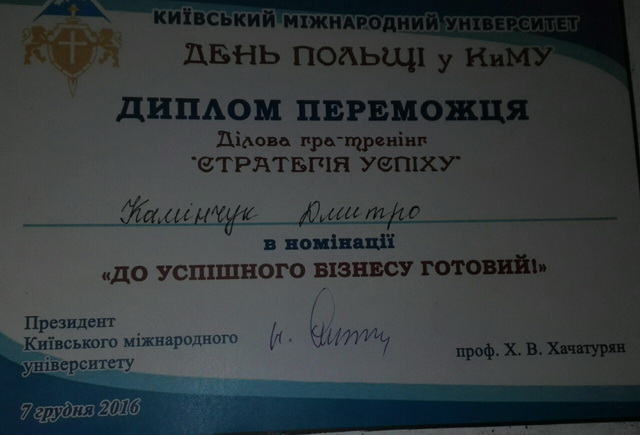 КИЇВСЬКИЙ МІЖНАРОДНИЙ УНІВЕРСИТЕТ
ДЕНЬ ПОЛЬЩІ у КиМУ
ДИПЛОМ ПЕРЕМОЖЦЯ
Ділова гра-тренінг
"СТРАТЕГІЯ УСПІХУ"
Камінчук Дмитро
в номінації
«ДО УСПІШНОГО БІЗНЕСУ ГОТОВИЙ!»
Президент
Київського міжнародного
університету
проф. Х. В. Хачатурян
7 грудня 2016